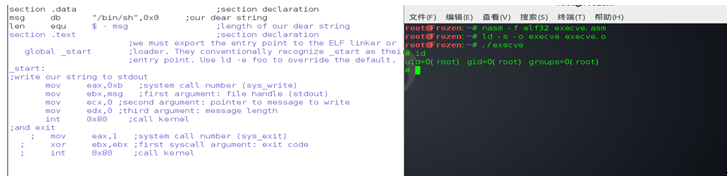 section .data ;section declaration
msg db "/bin/sh",0x0 ;our dear string
len equ $ - msg ;length of our dear string
section .text ;section declaration
;we must export the entry point to the ELF linker or
global _start ;loader. They conventionally recognize _start as their
;entry point. Use ld -e foo to override the default.
_start:
;write our string to stdout
mov eax,0xb ;system call number (sys_write)
mov ebx,msg ;first argument: file handle (stdout)
mov ecx,0 ;second argument: pointer to message to write
mov edx,0 ;third argument: message length
int 0x80 ;call kernel
;and exit
; mov eax,1 ;system call number (sys_exit)
; xor ebx,ebx ;first syscall argument: exit code
; int 0x80 ;call kernel
文件(F) 编辑(E) 查看(V) 搜索(S) 终端(T) 帮助(H)
root@Frozen:~# nasm -f elf32 execve.asm
root@Frozen:~# ld -s -o execve execve.o
root@Frozen:~# ./execve
# id
uid=0(root) gid=0(root) groups=0(root)
#